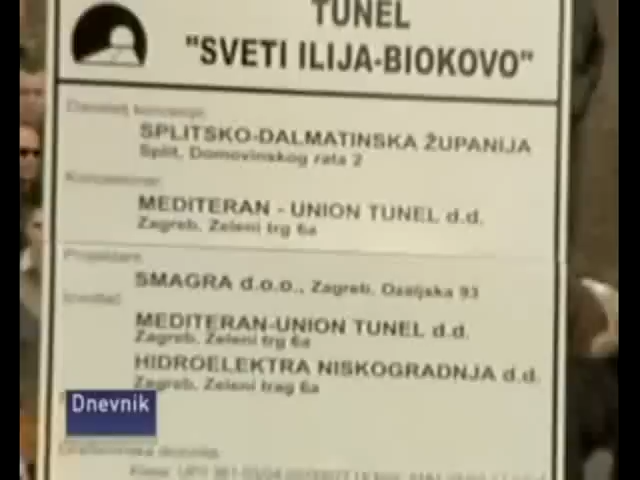 TUNEL
"SVETI ILIJA-BIOKOVO"
SPLITSKO-DALMATINSKA ŽUPANIJA
Split, Domovinskog rata 2
MEDITERAN - UNION TUNEL d.d.
Zagreb, Zeleni trg 6a
Projektant:
SMAGRA d.o.o., Zagreb, Ozaljska 93
Izvođač:
MEDITERAN-UNION TUNEL d.d.
Zagreb, Zeleni trg 6a
HIDROELEKTRA NISKOGRADNJA d.d.
Zagreb, Zeleni trag 6a
Dnevnik